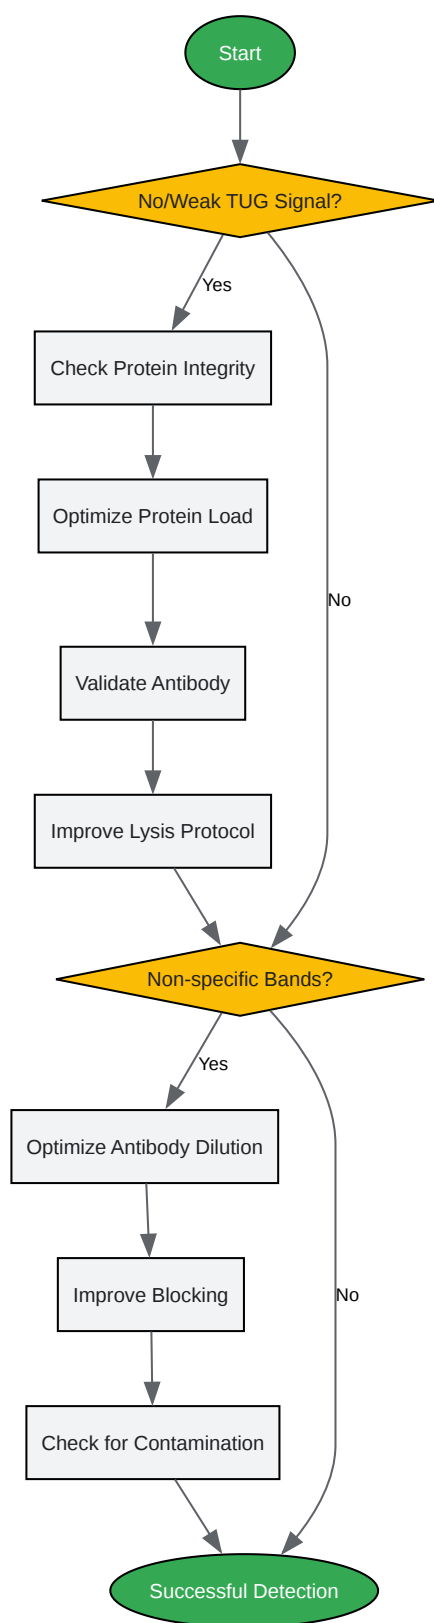 Start
No/Weak TUG Signal?
Yes
Check Protein Integrity
Optimize Protein Load
No
Validate Antibody
Improve Lysis Protocol
Non-specific Bands?
Yes
Optimize Antibody Dilution
Improve Blocking
No
Check for Contamination
Successful Detection